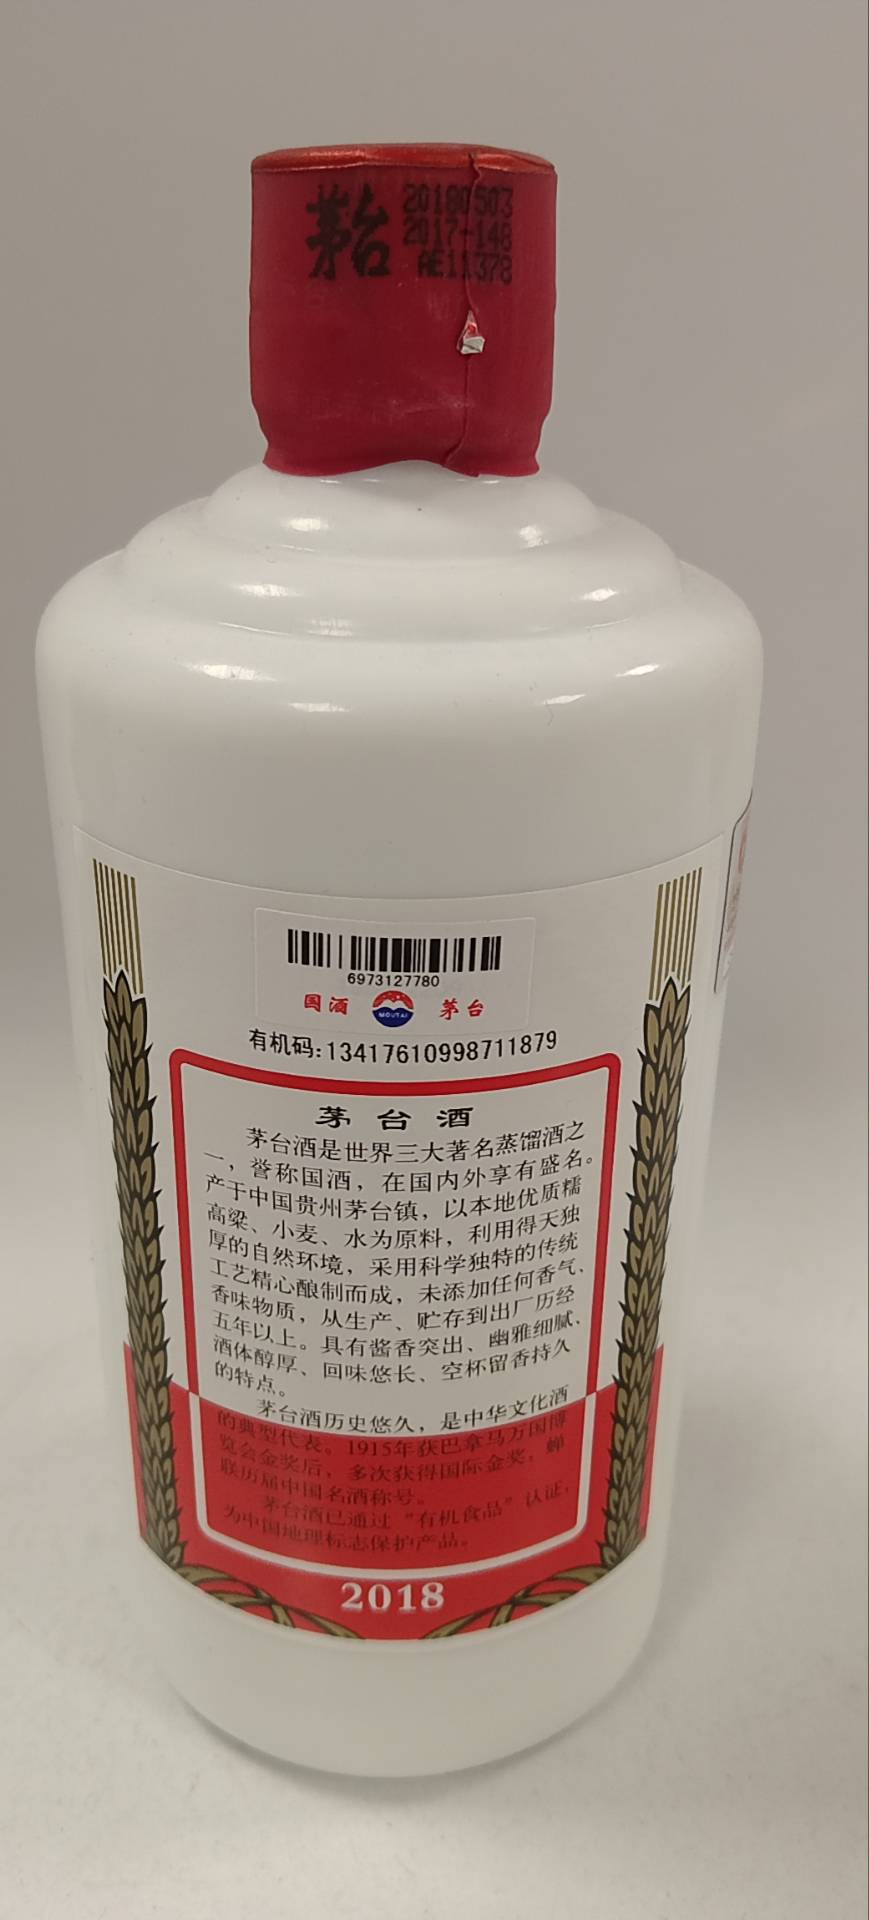 茅台
20180503
2017-148
AE11378
6973127780
国酒 MOUTAI 茅台
有机码:13417610998711879
茅台酒
茅台酒是世界三大著名蒸馏酒之
一，誉称国酒，在国内外享有盛名。
产于中国贵州茅台镇，以本地优质糯
高粱、小麦、水为原料，利用得天独
厚的自然环境，采用科学独特的传统
工艺精心酿制而成，未添加任何香气、
香味物质，从生产、贮存到出厂历经
五年以上。具有酱香突出、幽雅细腻、
酒体醇厚、回味悠长、空杯留香持久
的特点。
茅台酒历史悠久，是中华文化酒
的典型代表。1915年获巴拿马万国博
览会金奖后，多次获得国际金奖，蝉
联历届中国名酒称号。
茅台酒已通过“有机食品”认证，
为中国地理标志保护产品。
2018